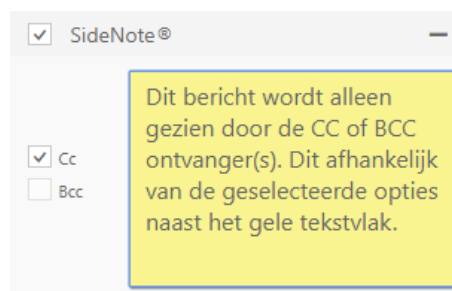 SideNote®
Dit bericht wordt alleen
gezien door de CC of BCC
ontvanger(s). Dit afhankelijk
van de geselecteerde opties
naast het gele tekstvlak.
Cc
Bcc